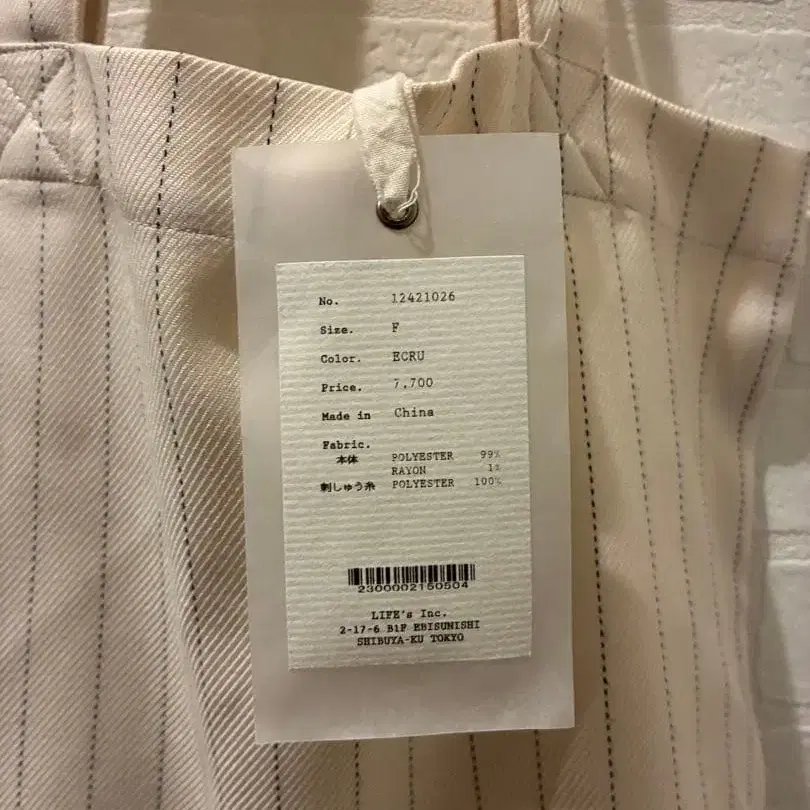 No. 12421026
Size. F
Color. ECRU
Price. 7,700
Made in China
Fabric.
本体 POLYESTER 99%
RAYON 1%
刺しゅう糸 POLYESTER 100%
2300002150504
LIFE's Inc.
2-17-6 B1F EBISUNISHI
SHIBUYA-KU TOKYO